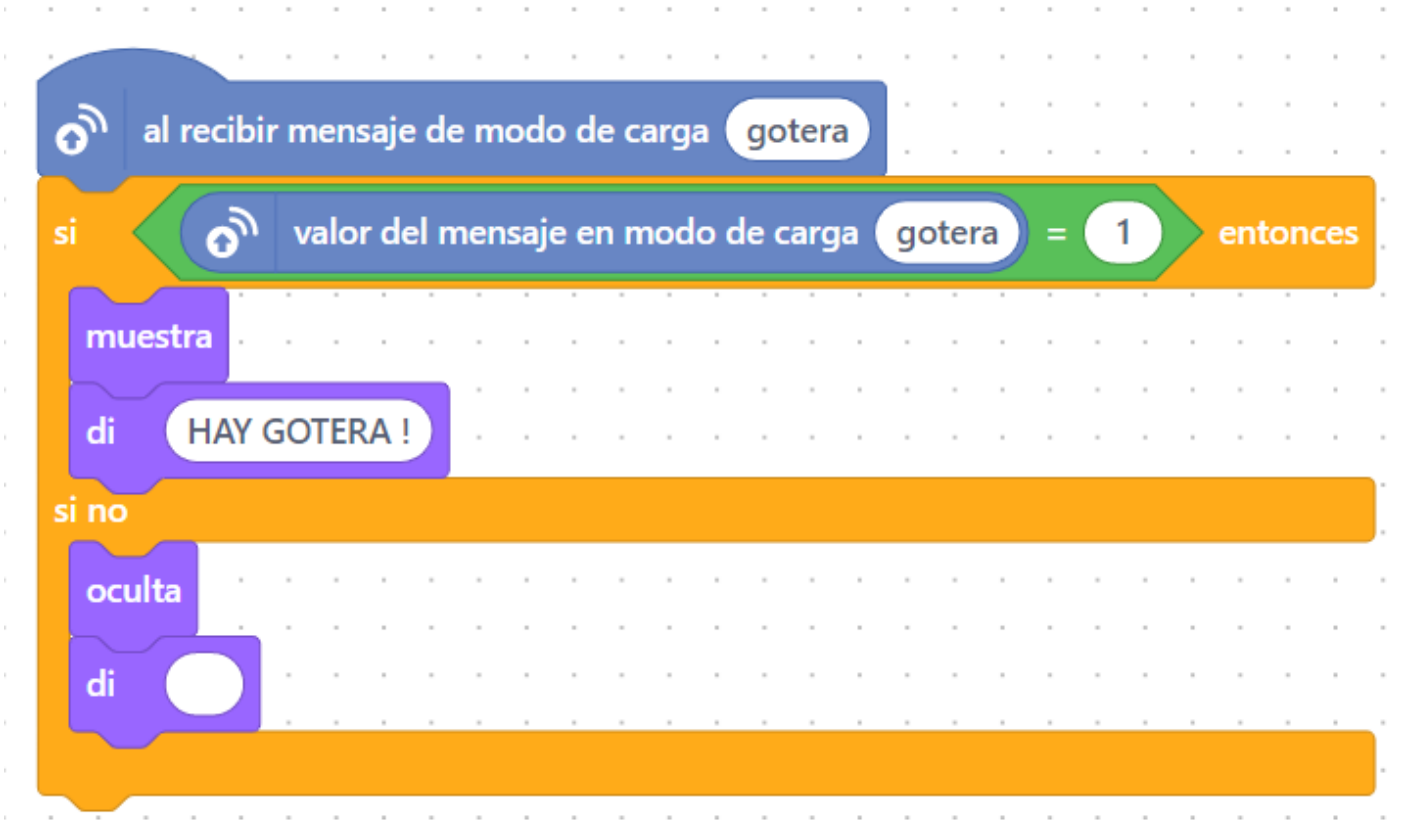 al recibir mensaje de modo de carga gotera
si valor del mensaje en modo de carga gotera = 1 entonces
muestra
di HAY GOTERA !
si no
oculta
di